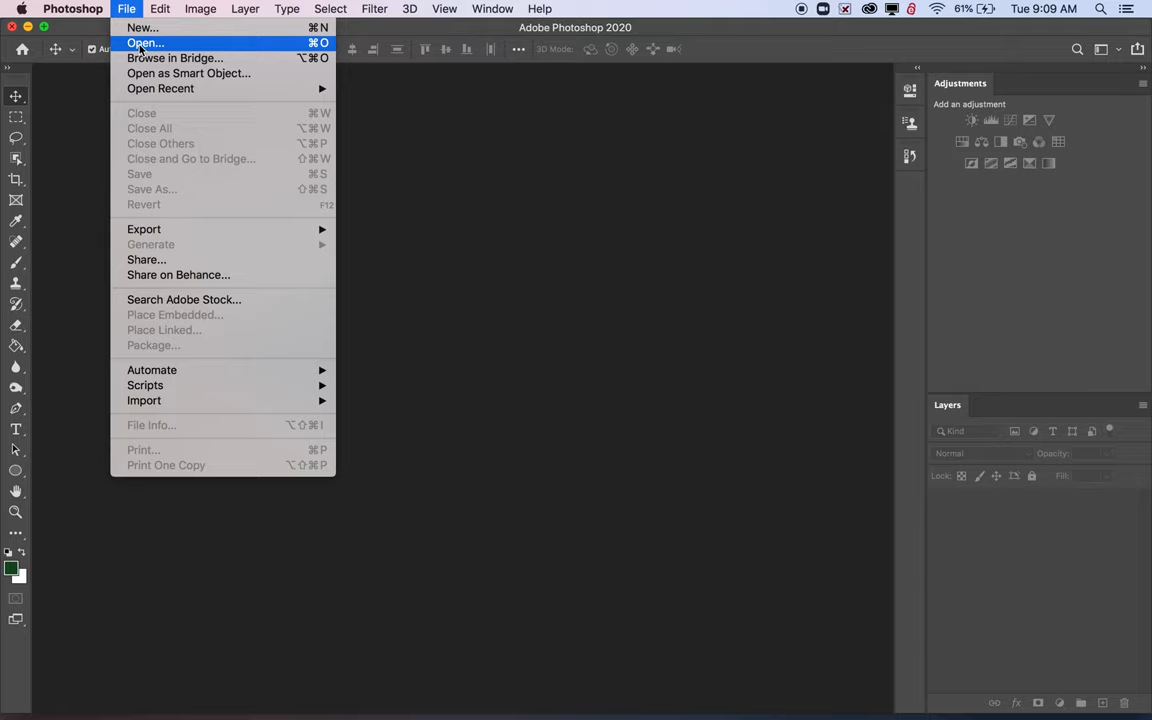 Photoshop File Edit Image Layer Type Select Filter 3D View Window Help 61% Tue 9:09 AM
Adobe Photoshop 2020
New... ⌘N
Open... ⌘O
Browse in Bridge... ⌥⌘O
Open as Smart Object...
Open Recent
Close ⌘W
Close All ⌥⌘W
Close Others ⌥⌘P
Close and Go to Bridge... ⇧⌘W
Save ⌘S
Save As... ⇧⌘S
Revert F12
Export
Generate
Share...
Share on Behance...
Search Adobe Stock...
Place Embedded...
Place Linked...
Package...
Automate
Scripts
Import
File Info... ⌥⇧⌘I
Print... ⌘P
Print One Copy ⌥⇧⌘P
3D Mode:
Adjustments
Add an adjustment
Layers
Kind
Normal Opacity:
Lock: Fill: